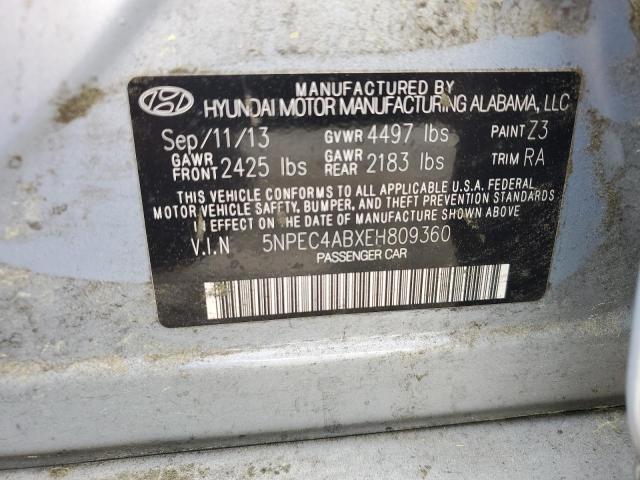 MANUFACTURED BY
HYUNDAI MOTOR MANUFACTURING ALABAMA, LLC
Sep/11/13 GVWR 4497 lbs PAINT Z3
GAWR FRONT 2425 lbs GAWR REAR 2183 lbs TRIM RA
THIS VEHICLE CONFORMS TO ALL APPLICABLE U.S.A. FEDERAL
MOTOR VEHICLE SAFETY, BUMPER, AND THEFT PREVENTION STANDARDS
IN EFFECT ON THE DATE OF MANUFACTURE SHOWN ABOVE.
V.I.N 5NPEC4ABXEH809360
PASSENGER CAR